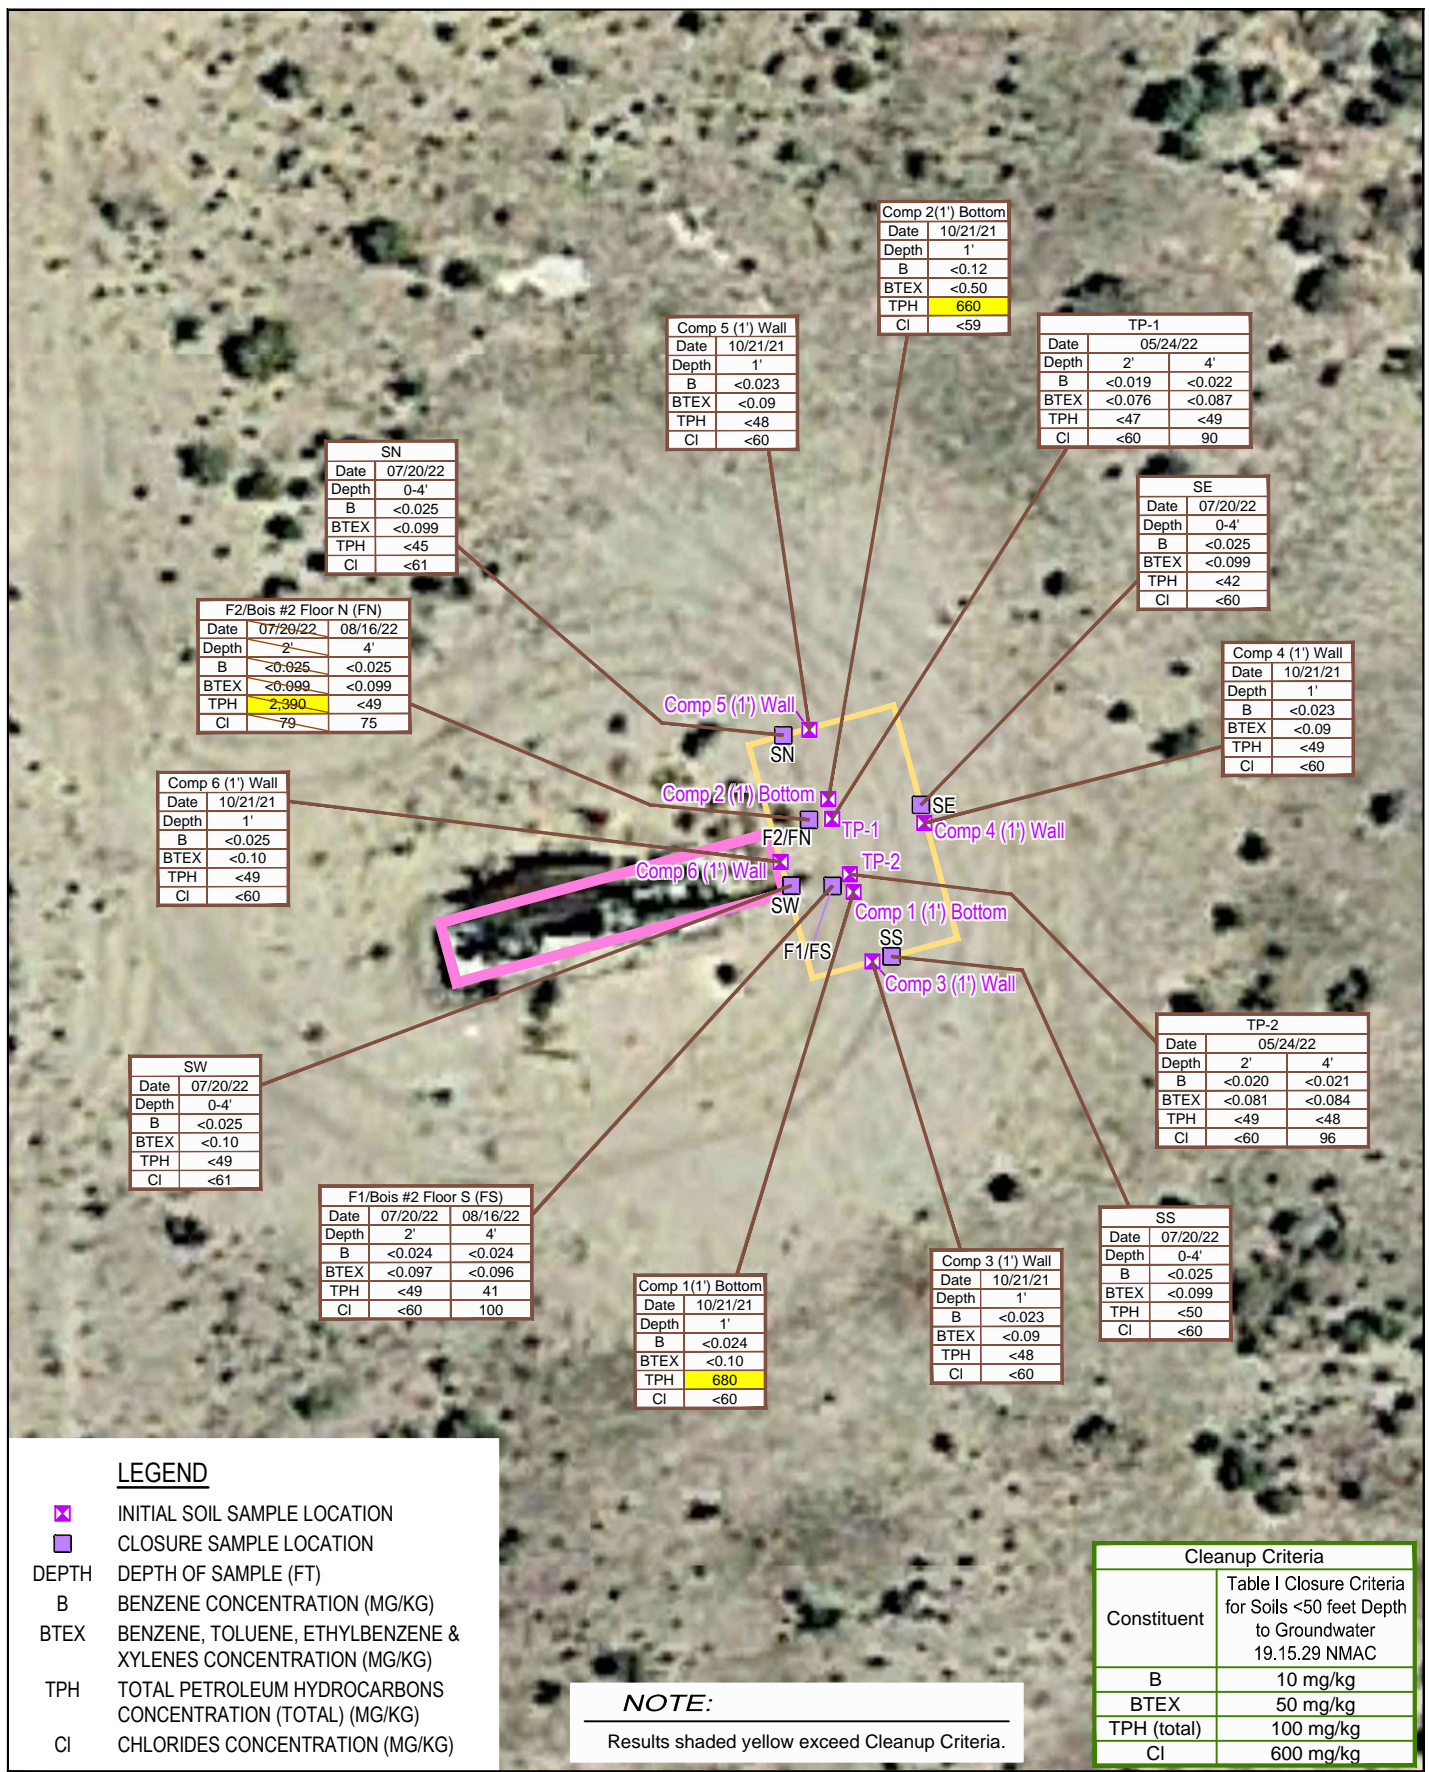 Comp 2(1') Bottom
Date 10/21/21
Depth 1'
B <0.12
BTEX <0.50
TPH 660
Cl <59
Comp 5 (1') Wall
Date 10/21/21
Depth 1'
B <0.023
BTEX <0.09
TPH <48
Cl <60
TP-1
Date 05/24/22
Depth 2' 4'
B <0.019 <0.022
BTEX <0.076 <0.087
TPH <47 <49
Cl <60 90
SN
Date 07/20/22
Depth 0-4'
B <0.025
BTEX <0.099
TPH <45
Cl <61
SE
Date 07/20/22
Depth 0-4'
B <0.025
BTEX <0.099
TPH <42
Cl <60
F2/Bois #2 Floor N (FN)
Date 07/20/22 08/16/22
Depth 2' 4'
B <0.025 <0.025
BTEX <0.099 <0.099
TPH 2,390 <49
Cl 79 75
Comp 4 (1') Wall
Date 10/21/21
Depth 1'
B <0.023
BTEX <0.09
TPH <49
Cl <60
Comp 6 (1') Wall
Date 10/21/21
Depth 1'
B <0.025
BTEX <0.10
TPH <49
Cl <60
Comp 5 (1') Wall
SN
Comp 2 (1') Bottom
SE
TP-1
Comp 4 (1') Wall
F2/FN
TP-2
Comp 6 (1') Wall
SW
Comp 1 (1') Bottom
SS
F1/FS
Comp 3 (1') Wall
SW
Date 07/20/22
Depth 0-4'
B <0.025
BTEX <0.10
TPH <49
Cl <61
TP-2
Date 05/24/22
Depth 2' 4'
B <0.020 <0.021
BTEX <0.081 <0.084
TPH <49 <48
Cl <60 96
F1/Bois #2 Floor S (FS)
Date 07/20/22 08/16/22
Depth 2' 4'
B <0.024 <0.024
BTEX <0.097 <0.096
TPH <49 41
Cl <60 100
Comp 1(1') Bottom
Date 10/21/21
Depth 1'
B <0.024
BTEX <0.10
TPH 680
Cl <60
Comp 3 (1') Wall
Date 10/21/21
Depth 1'
B <0.023
BTEX <0.09
TPH <48
Cl <60
SS
Date 07/20/22
Depth 0-4'
B <0.025
BTEX <0.099
TPH <50
Cl <60
LEGEND
INITIAL SOIL SAMPLE LOCATION
CLOSURE SAMPLE LOCATION
DEPTH DEPTH OF SAMPLE (FT)
B BENZENE CONCENTRATION (MG/KG)
BTEX BENZENE, TOLUENE, ETHYLBENZENE &
XYLENES CONCENTRATION (MG/KG)
TPH TOTAL PETROLEUM HYDROCARBONS
CONCENTRATION (TOTAL) (MG/KG)
Cl CHLORIDES CONCENTRATION (MG/KG)
NOTE:
Results shaded yellow exceed Cleanup Criteria.
Cleanup Criteria
Constituent
Table I Closure Criteria
for Soils <50 feet Depth
to Groundwater
19.15.29 NMAC
B 10 mg/kg
BTEX 50 mg/kg
TPH (total) 100 mg/kg
Cl 600 mg/kg